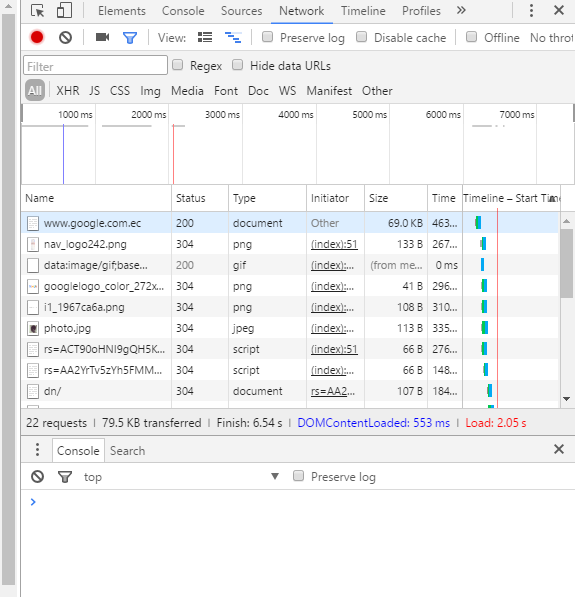 Elements Network Timeline Profiles »
View: Preserve log Disable cache Offline No thro
Filter Regex Hide data URLs
All XHR JS CSS Img Media Font Doc WS Manifest Other
1000 ms 2000 ms 3000 ms 4000 ms 5000 ms 6000 ms 7000 ms
Name Status Type Initiator Size Time Timeline – Start Time
www.google.com.ec 200 document Other 69.0 KB 463...
nav_logo242.png 304 png (index):51 133 B 267...
data:image/gif;base... 200 gif (index):... (from me... 0 ms
googlelogo_color_272x... 304 png (index):... 41 B 296...
i1_1967ca6a.png 304 png (index):... 108 B 310...
photo.jpg 304 jpeg (index):... 113 B 335...
rs=ACT90oHNI9gQH5K... 304 script (index):51 66 B 276...
rs=AA2YrTv5zYh5FMM... 304 script (index):... 66 B 148...
dn/ 304 document rs=AA2... 107 B 184...
22 requests | 79.5 KB transferred | Finish: 6.54 s | DOMContentLoaded: 553 ms | Load: 2.05 s
Console Search
top Preserve log